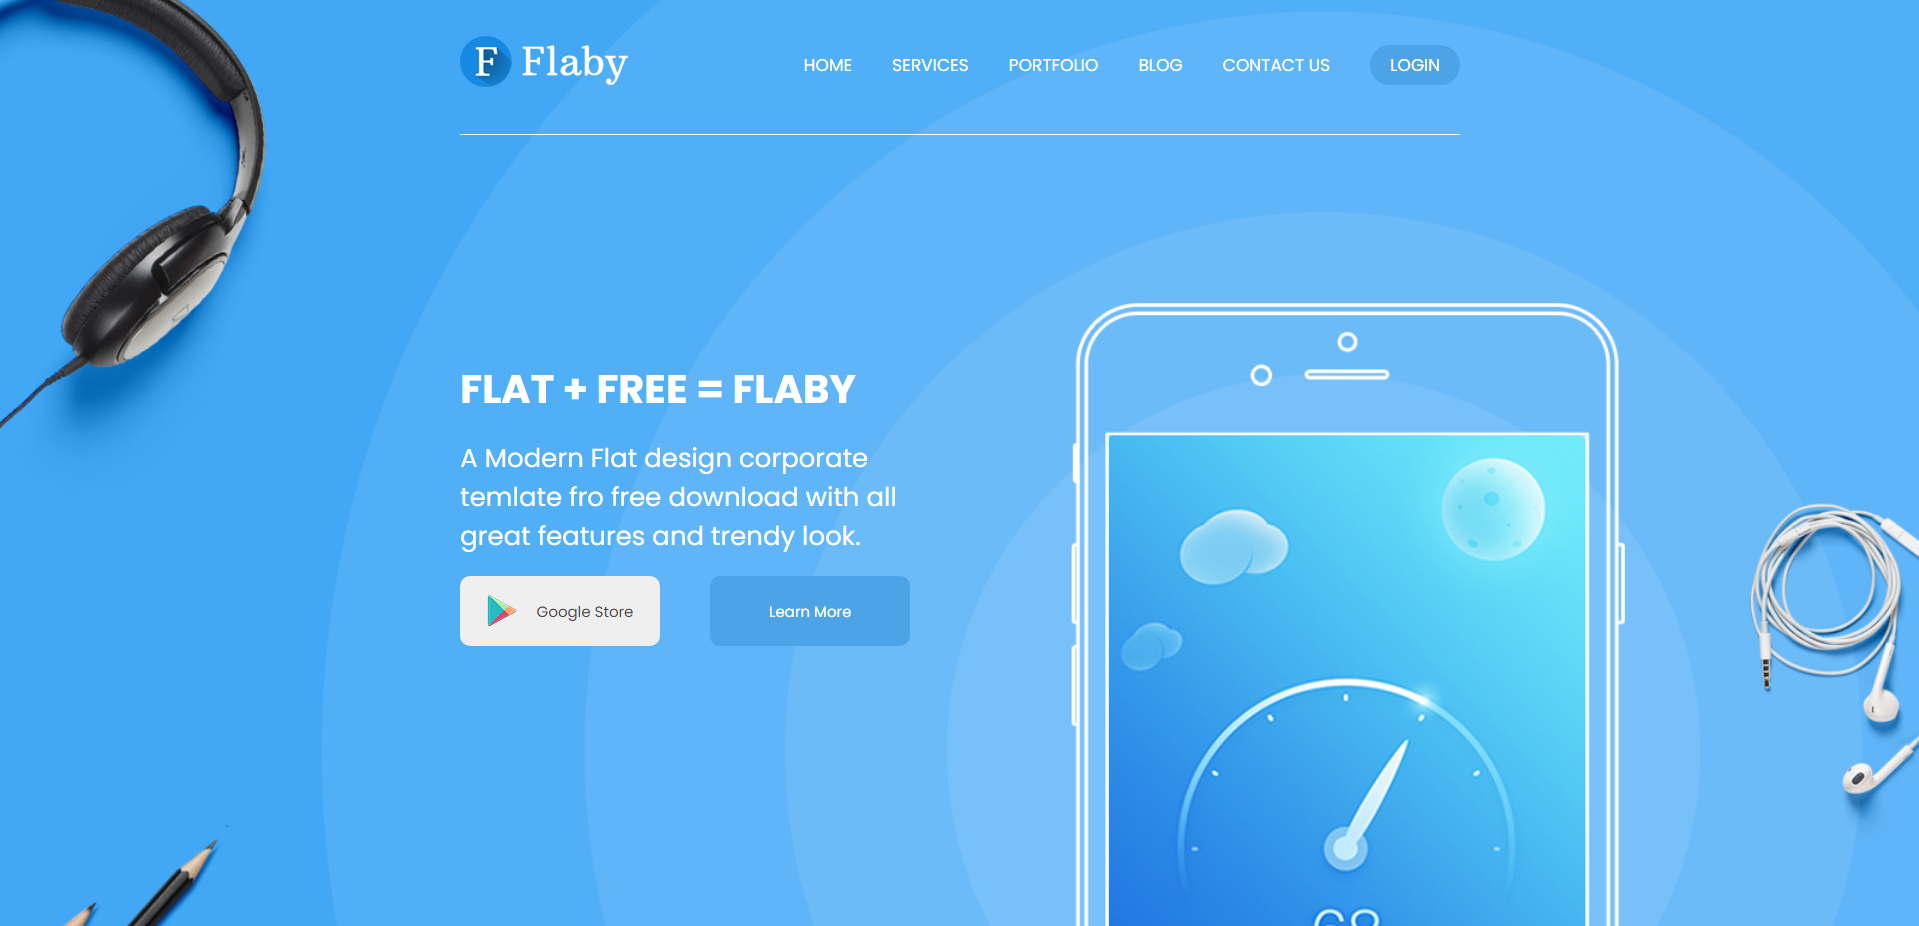 F Flaby
HOME SERVICES PORTFOLIO BLOG CONTACT US LOGIN
FLAT + FREE = FLABY
A Modern Flat design corporate
temlate fro free download with all
great features and trendy look.
Google Store
Learn More
68